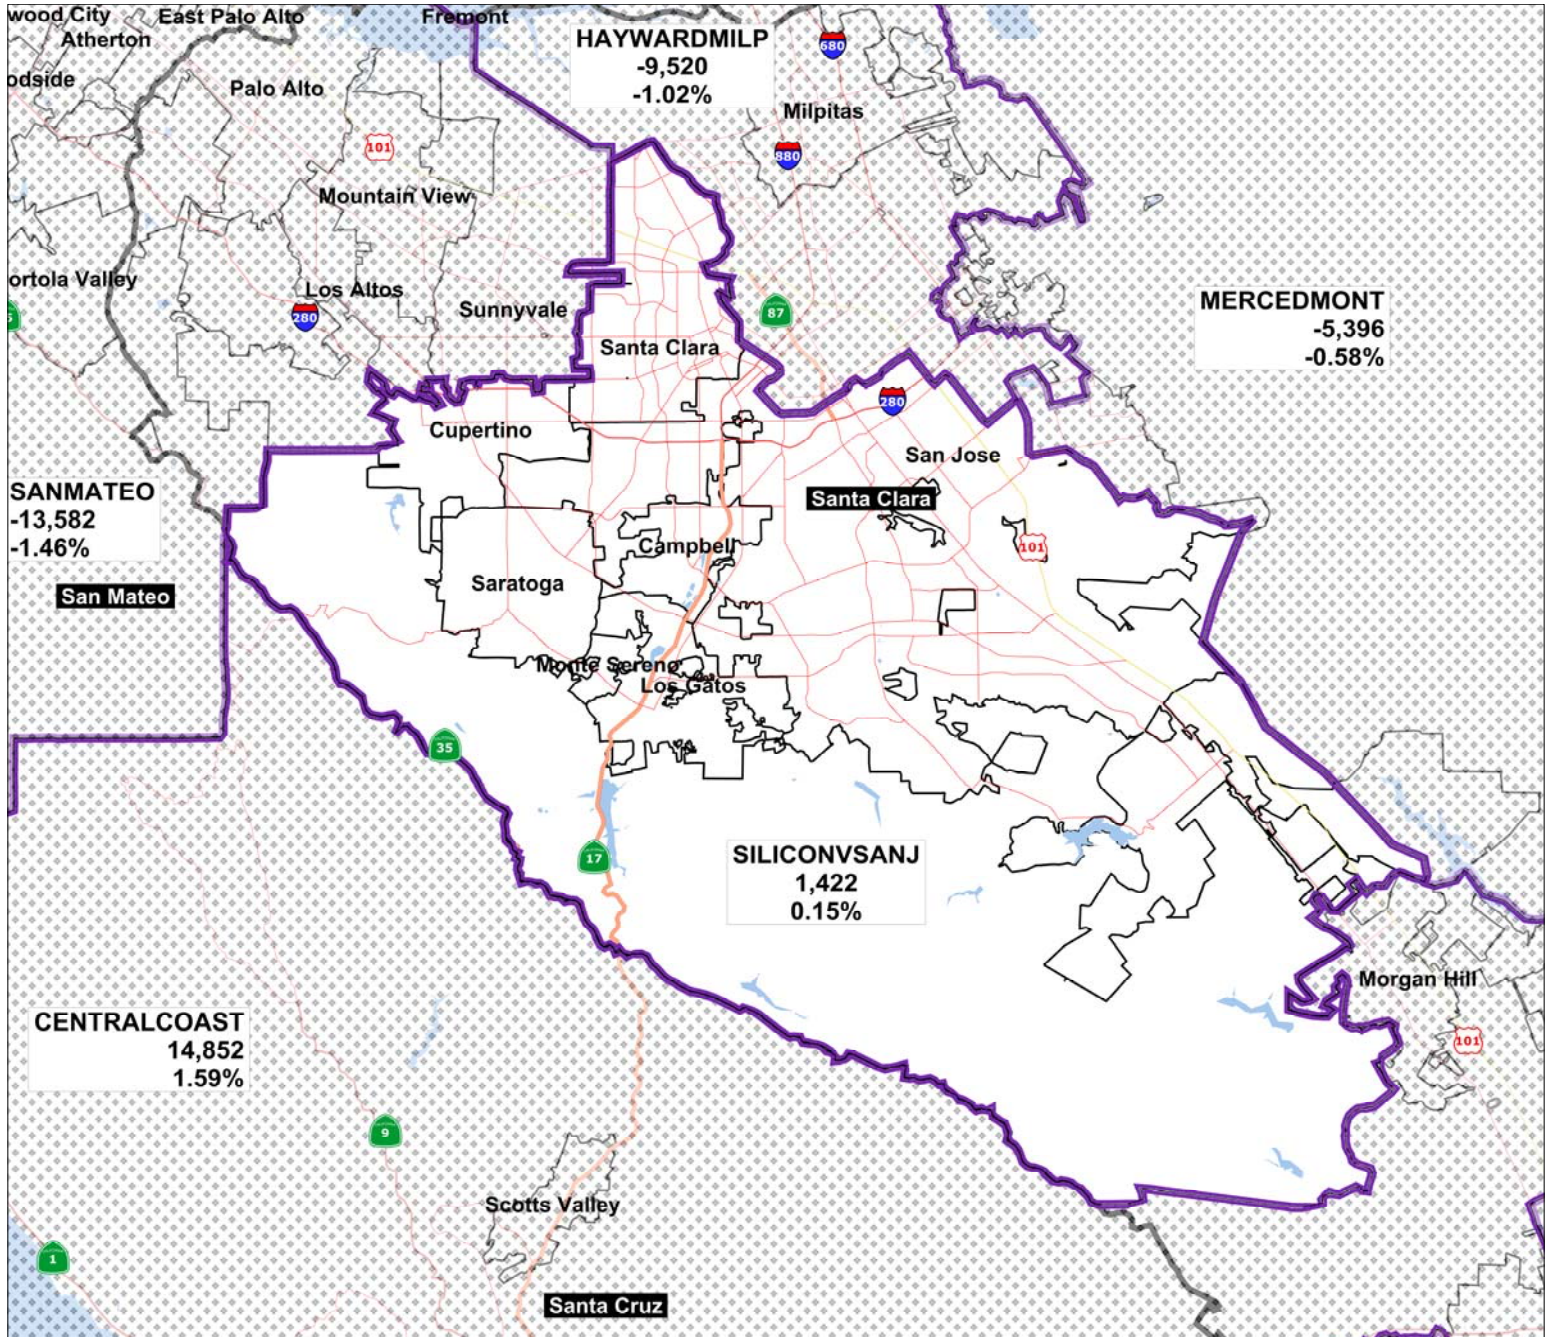 wood City
East Palo Alto
Fremont
Atherton
HAYWARDMILP
-9,520
-1.02%
680
odside
Palo Alto
Milpitas
101
880
Mountain View
ortola Valley
Los Altos
280
Sunnyvale
87
MERCEDMONT
-5,396
-0.58%
Santa Clara
280
Cupertino
San Jose
SANMATEO
-13,582
-1.46%
Santa Clara
Campbell
101
Saratoga
San Mateo
Monte Sereno
Los Gatos
35
17
SILICONVSANJ
1,422
0.15%
Morgan Hill
CENTRALCOAST
14,852
1.59%
101
9
Scotts Valley
1
Santa Cruz